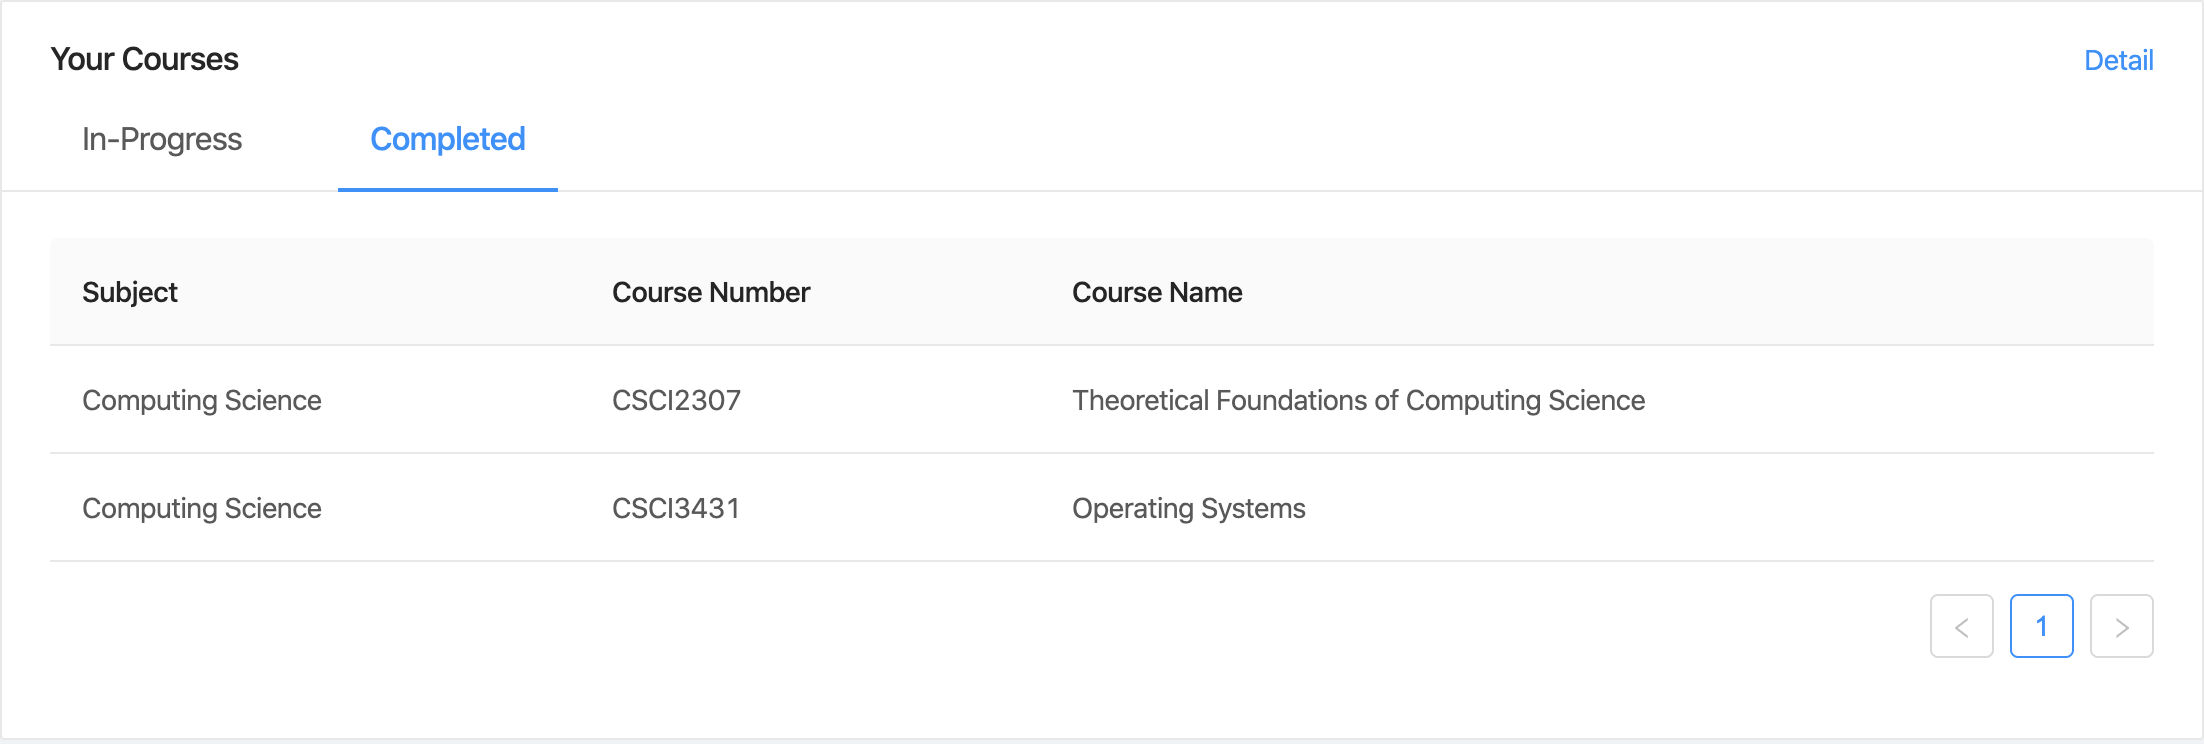 Your Courses Detail
In-Progress Completed
Subject Course Number Course Name
Computing Science CSCI2307 Theoretical Foundations of Computing Science
Computing Science CSCI3431 Operating Systems
< 1 >